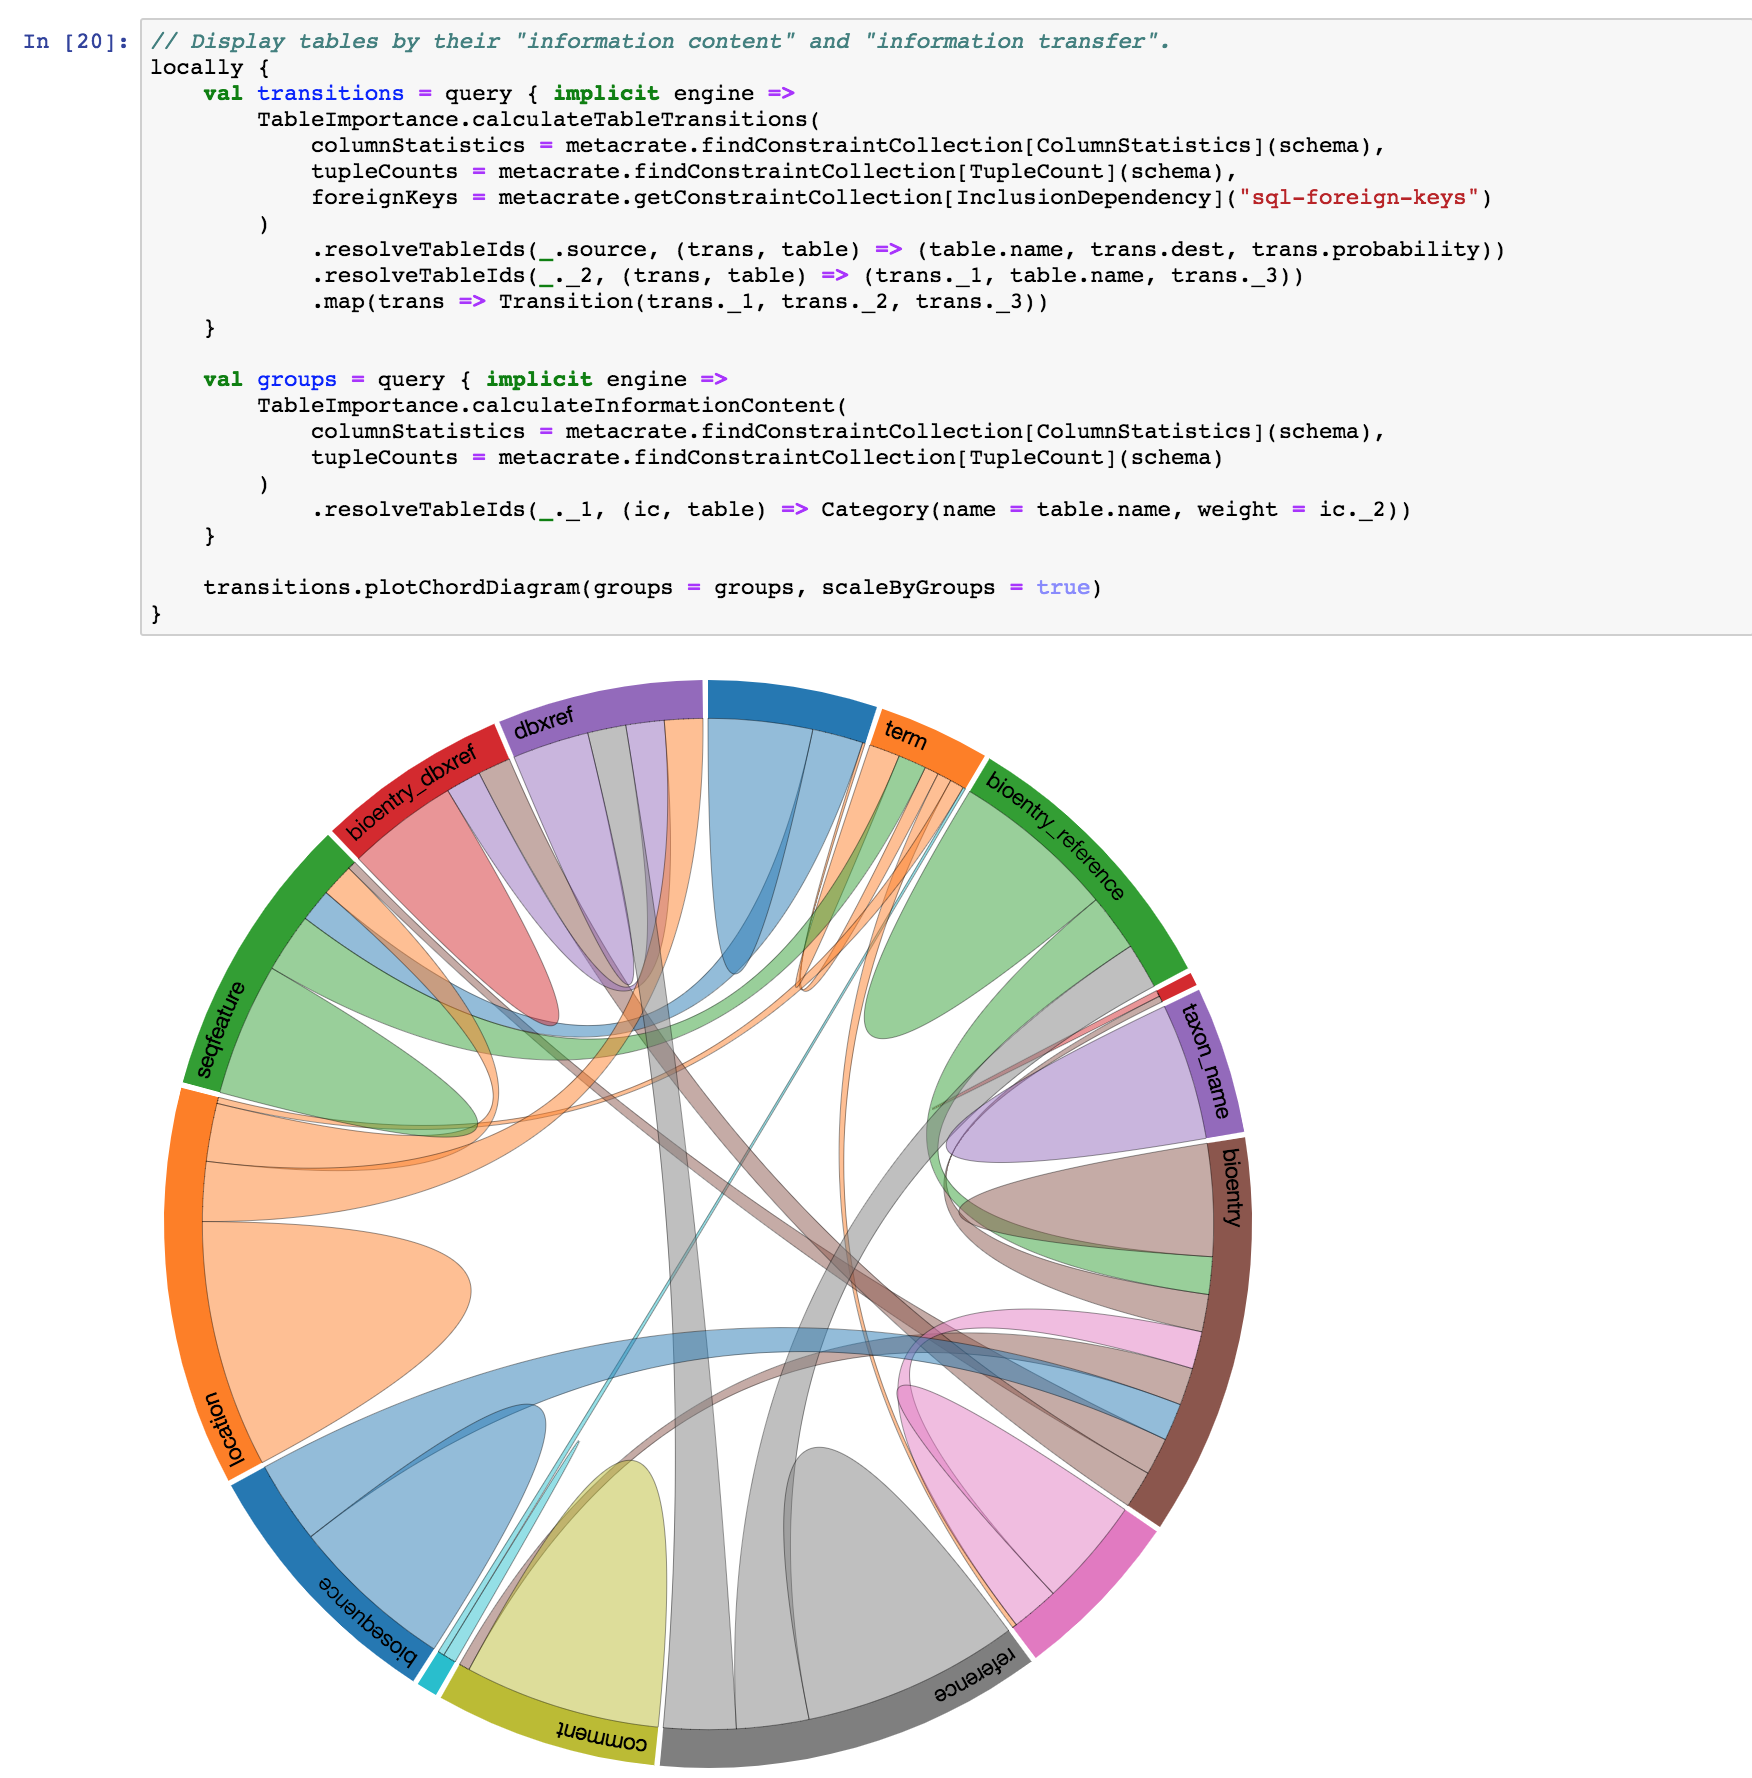 In [20]:
// Display tables by their "information content" and "information transfer".
locally {
    val transitions = query { implicit engine =>
        TableImportance.calculateTableTransitions(
            columnStatistics = metacrate.findConstraintCollection[ColumnStatistics](schema),
            tupleCounts = metacrate.findConstraintCollection[TupleCount](schema),
            foreignKeys = metacrate.getConstraintCollection[InclusionDependency]("sql-foreign-keys")
        )
            .resolveTableIds(_.source, (trans, table) => (table.name, trans.dest, trans.probability))
            .resolveTableIds(_._2, (trans, table) => (trans._1, table.name, trans._3))
            .map(trans => Transition(trans._1, trans._2, trans._3))
    }
    val groups = query { implicit engine =>
        TableImportance.calculateInformationContent(
            columnStatistics = metacrate.findConstraintCollection[ColumnStatistics](schema),
            tupleCounts = metacrate.findConstraintCollection[TupleCount](schema)
        )
            .resolveTableIds(_._1, (ic, table) => Category(name = table.name, weight = ic._2))
    }
    transitions.plotChordDiagram(groups = groups, scaleByGroups = true)
}
dbxref
term
bioentry_dbxref
bioentry_reference
seqfeature
taxon_name
bioentry
location
biosequence
reference
comment